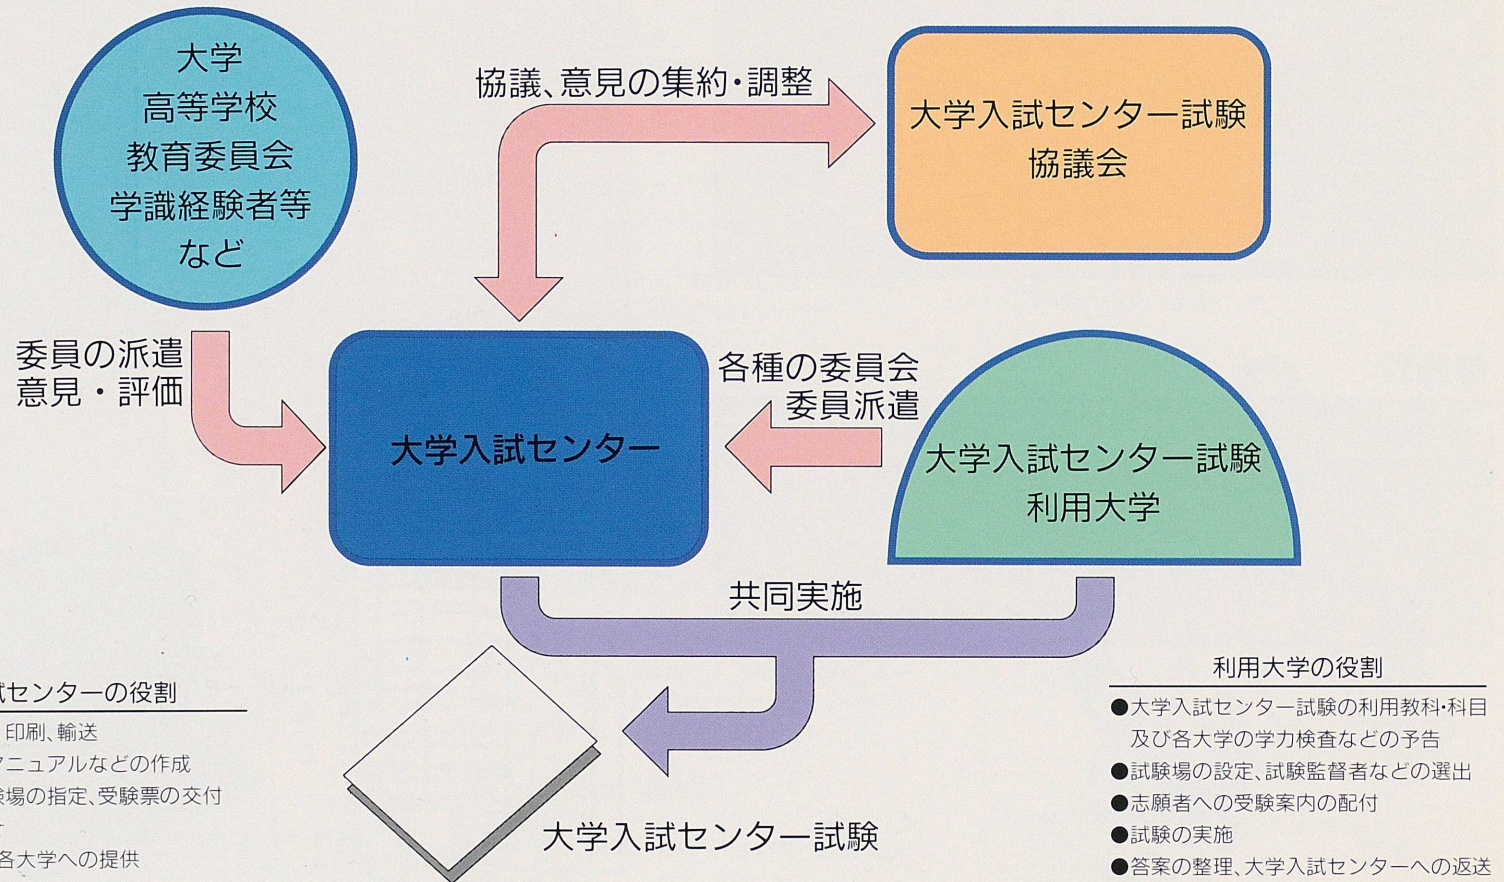 大学
高等学校
教育委員会
学識経験者等
など
協議、意見の集約・調整
大学入試センター試験
協議会
委員の派遣
意見・評価
大学入試センター
各種の委員会
委員派遣
大学入試センター試験
利用大学
共同実施
大学入試センター試験
試センターの役割
印刷、輸送
マニュアルなどの作成
験場の指定、受験票の交付
各大学への提供
利用大学の役割
●大学入試センター試験の利用教科・科目
及び各大学の学力検査などの予告
●試験場の設定、試験監督者などの選出
●志願者への受験案内の配付
●試験の実施
●答案の整理、大学入試センターへの返送